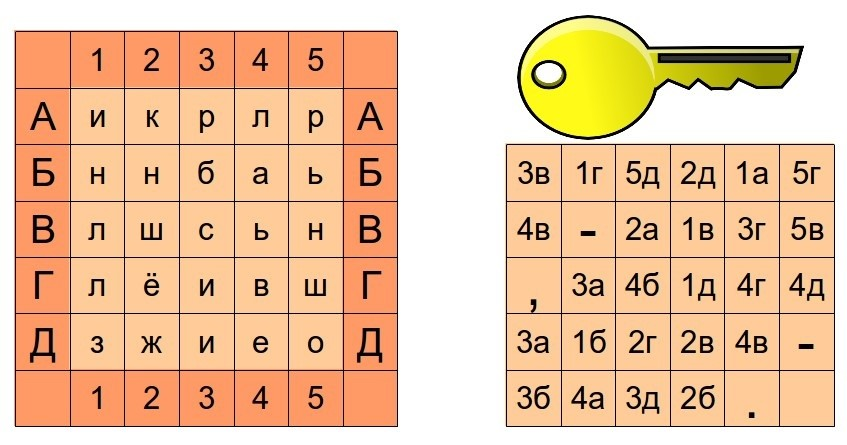 1 2 3 4 5
А и к р л р А
Б н н б а ь Б
В л ш с ь н В
Г л ё и в ш Г
Д з ж и е о Д
1 2 3 4 5
3в 1г 5д 2д 1а 5г
4в - 2а 1в 3г 5в
, 3а 4б 1д 4г 4д
3а 1б 2г 2в 4в -
3б 4а 3д 2б .